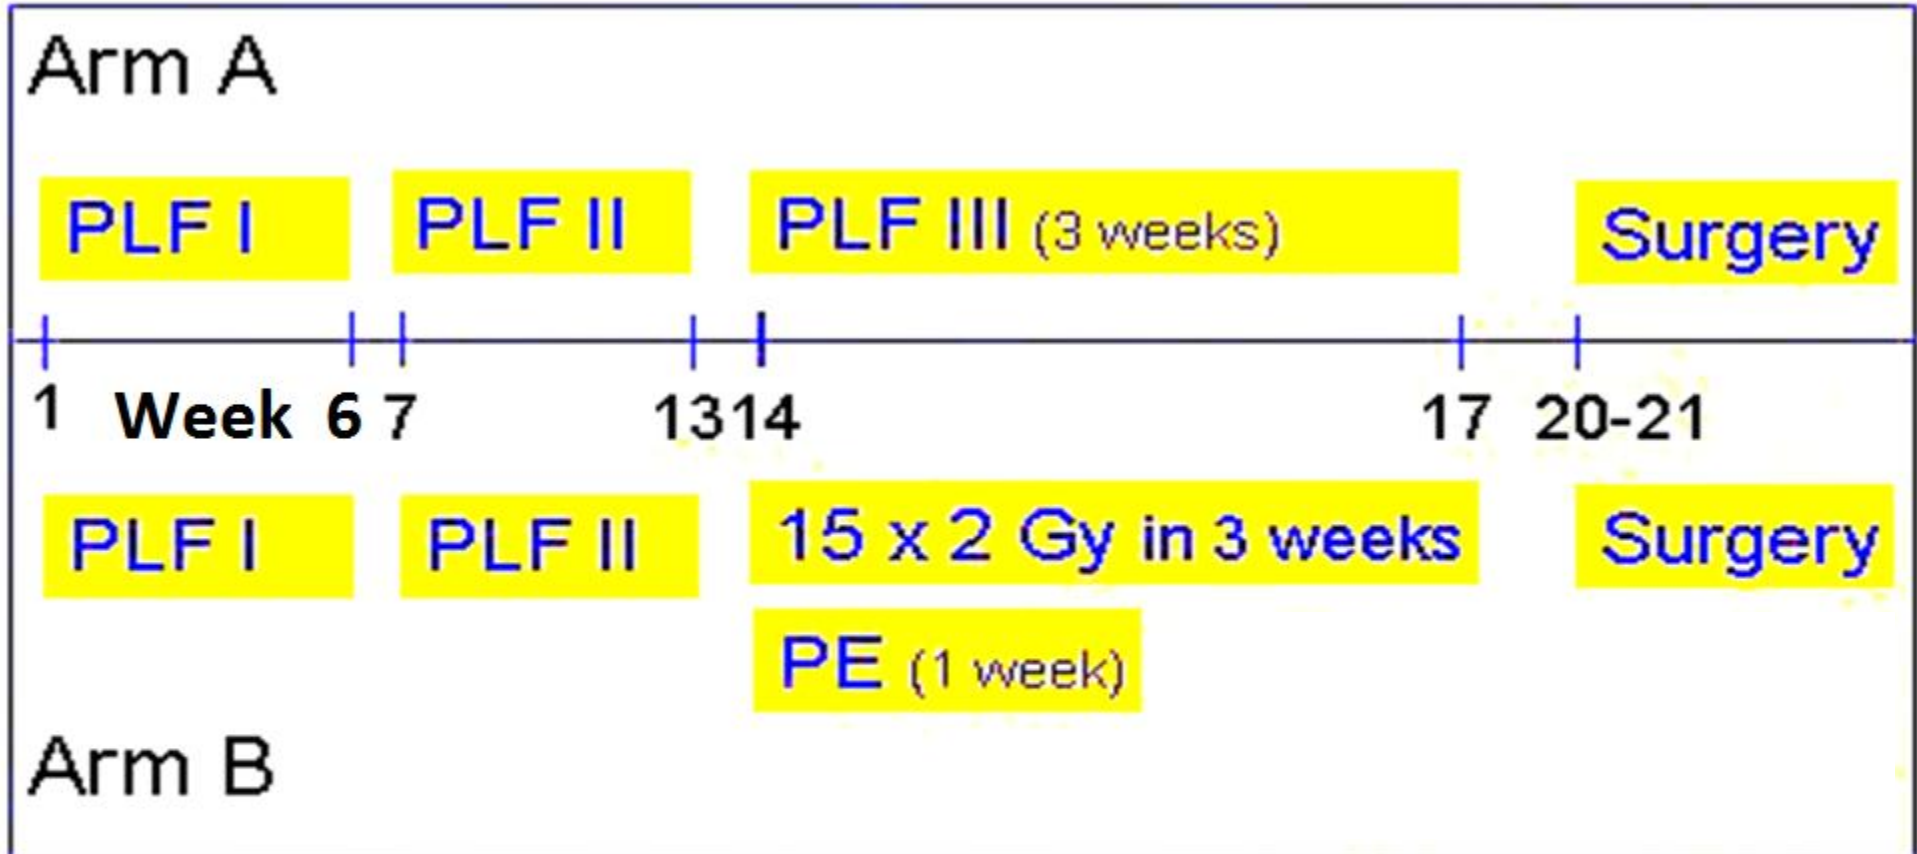 Arm A
PLF I PLF II PLF III (3 weeks) Surgery
1 Week 6 7 13 14 17 20-21
PLF I PLF II 15 x 2 Gy in 3 weeks Surgery
PE (1 week)
Arm B